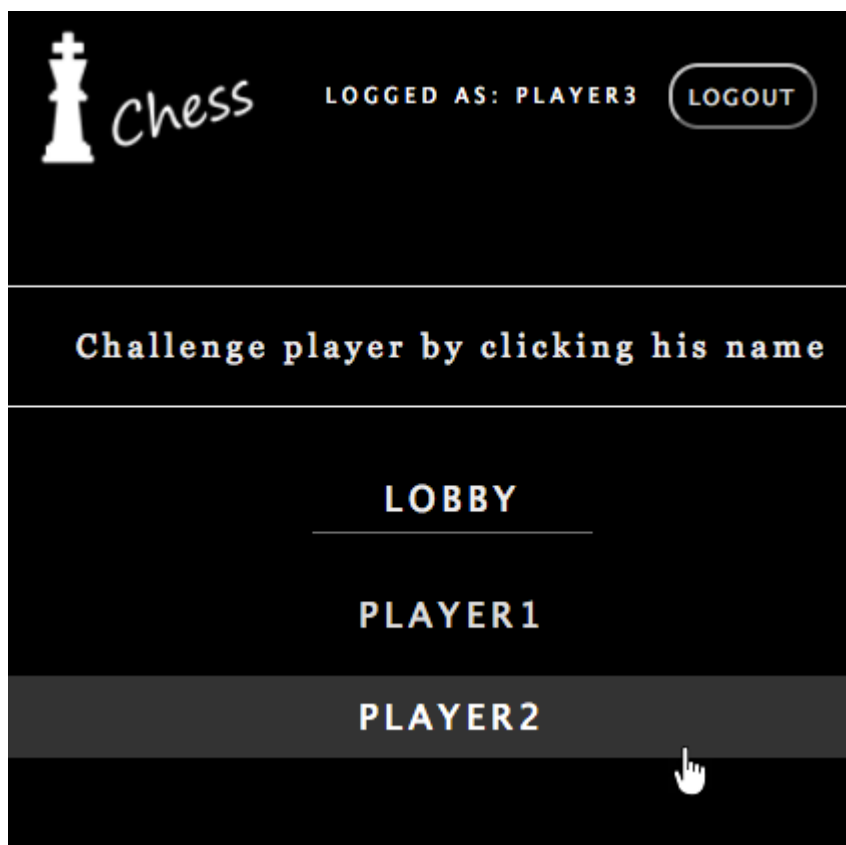 Chess
LOGGED AS: PLAYER3
LOGOUT
Challenge player by clicking his name
LOBBY
PLAYER1
PLAYER2